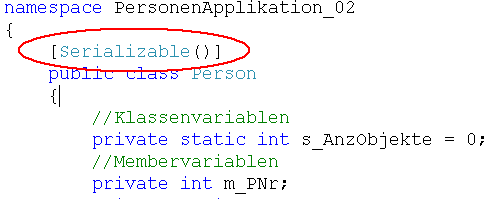 namespace PersonenApplikation_02
{
[Serializable()]
public class Person
{
//Klassenvariablen
private static int s_AnzObjekte = 0;
//Membervariablen
private int m_PNr;